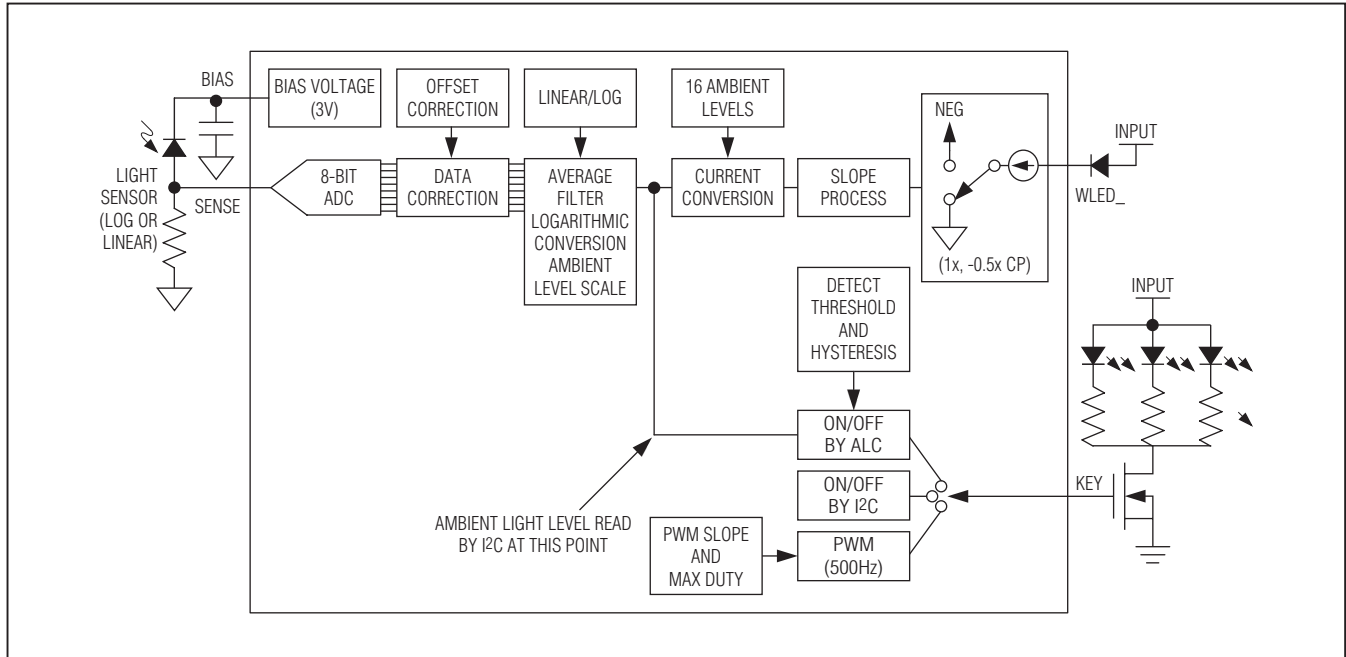 BIAS
BIAS VOLTAGE
(3V)
OFFSET
CORRECTION
LINEAR/LOG
16 AMBIENT
LEVELS
NEG
INPUT
LIGHT
SENSOR
(LOG OR
LINEAR)
SENSE
8-BIT
ADC
DATA
CORRECTION
AVERAGE
FILTER
LOGARITHMIC
CONVERSION
AMBIENT
LEVEL SCALE
CURRENT
CONVERSION
SLOPE
PROCESS
(1x, -0.5x CP)
WLED_
INPUT
DETECT
THRESHOLD
AND
HYSTERESIS
ON/OFF
BY ALC
ON/OFF
BY I²C
KEY
AMBIENT LIGHT LEVEL READ
BY I²C AT THIS POINT
PWM SLOPE
AND
MAX DUTY
PWM
(500Hz)